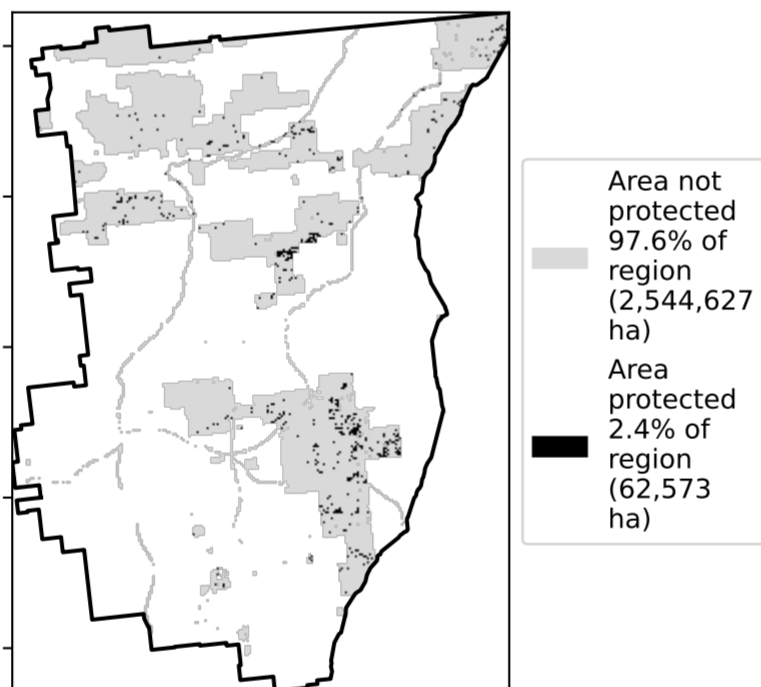 Area not
protected
97.6% of
region
(2,544,627
ha)
Area
protected
2.4% of
region
(62,573
ha)